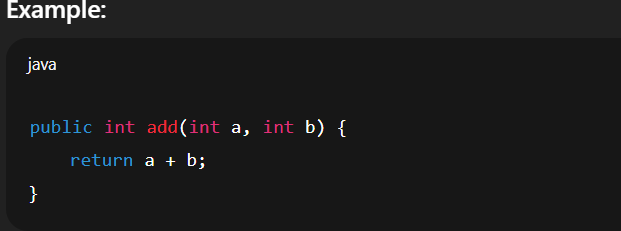 Example:
java
public int add(int a, int b) {
    return a + b;
}